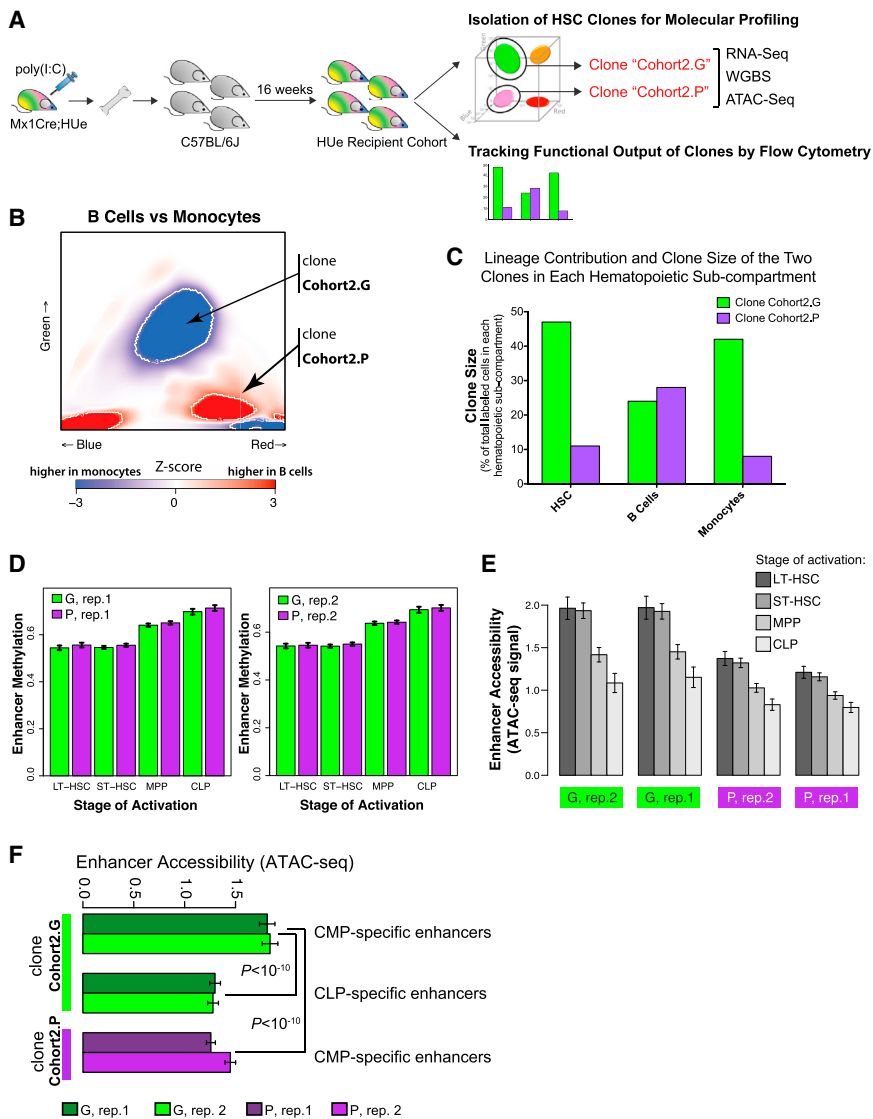 A
Isolation of HSC Clones for Molecular Profiling
poly(I:C)
Mx1Cre;HUe
C57BL/6J
16 weeks
HUe Recipient Cohort
Green
Blue
Red
Clone “Cohort2.G”
Clone “Cohort2.P”
RNA-Seq
WGBS
ATAC-Seq
Tracking Functional Output of Clones by Flow Cytometry
B
B Cells vs Monocytes
Green →
clone
Cohort2.G
clone
Cohort2.P
← Blue
Red→
higher in monocytes
Z-score
higher in B cells
−3
0
3
C
Lineage Contribution and Clone Size of the Two
Clones in Each Hematopoietic Sub-compartment
Clone Cohort2.G
Clone Cohort2.P
Clone Size
(% of total labeled cells in each
hematopoietic sub-compartment)
50
40
30
20
10
0
HSC
B Cells
Monocytes
D
G, rep.1
P, rep.1
Enhancer Methylation
0.6
0.4
0.2
0.0
LT−HSC
ST−HSC
MPP
CLP
Stage of Activation
G, rep.2
P, rep.2
Enhancer Methylation
0.6
0.4
0.2
0.0
LT−HSC
ST−HSC
MPP
CLP
Stage of Activation
E
Stage of activation:
LT-HSC
ST-HSC
MPP
CLP
Enhancer Accessibility
(ATAC-seq signal)
2.0
1.5
1.0
0.5
0.0
G, rep.2
G, rep.1
P, rep.2
P, rep.1
F
Enhancer Accessibility (ATAC-seq)
0.0
0.5
1.0
1.5
clone
Cohort2.G
clone
Cohort2.P
CMP-specific enhancers
P<10-10
CLP-specific enhancers
P<10-10
CMP-specific enhancers
G, rep.1
G, rep. 2
P, rep.1
P, rep. 2